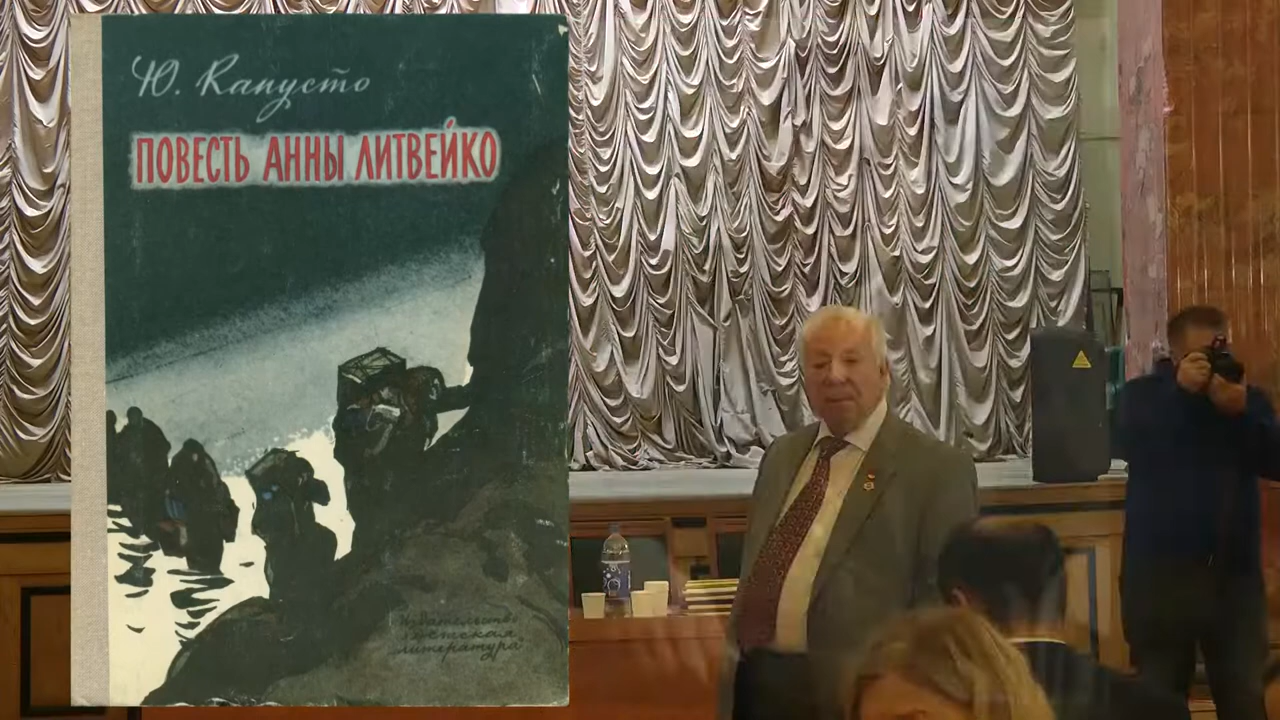 Ю. Капусто
ПОВЕСТЬ АННЫ ЛИТВЕЙКО
Издательство
детская
литература